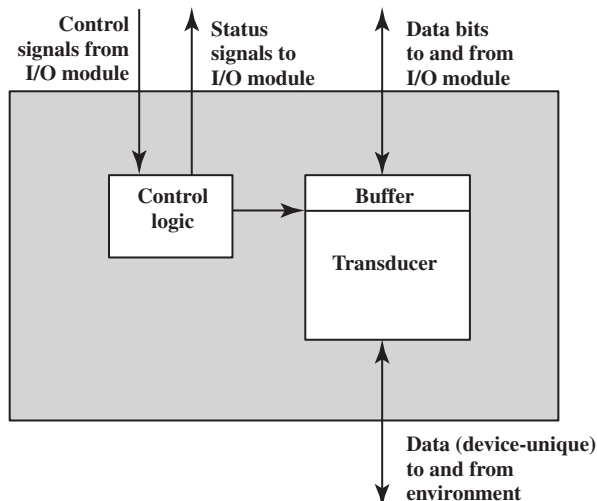 Control
signals from
I/O module
Status
signals to
I/O module
Data bits
to and from
I/O module
Control
logic
Buffer
Transducer
Data (device-unique)
to and from
environment